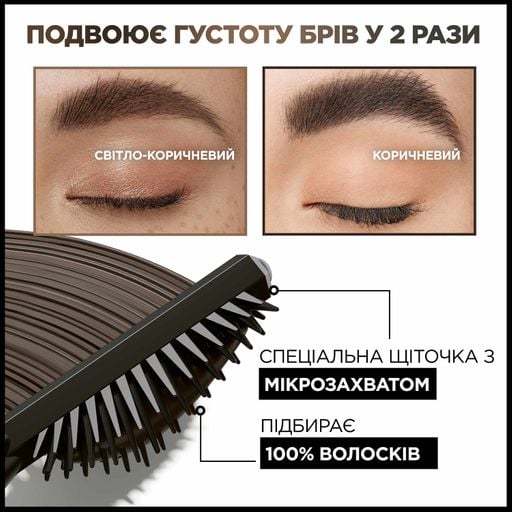 ПОДВОЮЄ ГУСТОТУ БРІВ У 2 РАЗИ
СВІТЛО-КОРИЧНЕВИЙ
КОРИЧНЕВИЙ
СПЕЦІАЛЬНА ЩІТОЧКА З
МІКРОЗАХВАТОМ
ПІДБИРАЄ
100% ВОЛОСКІВ